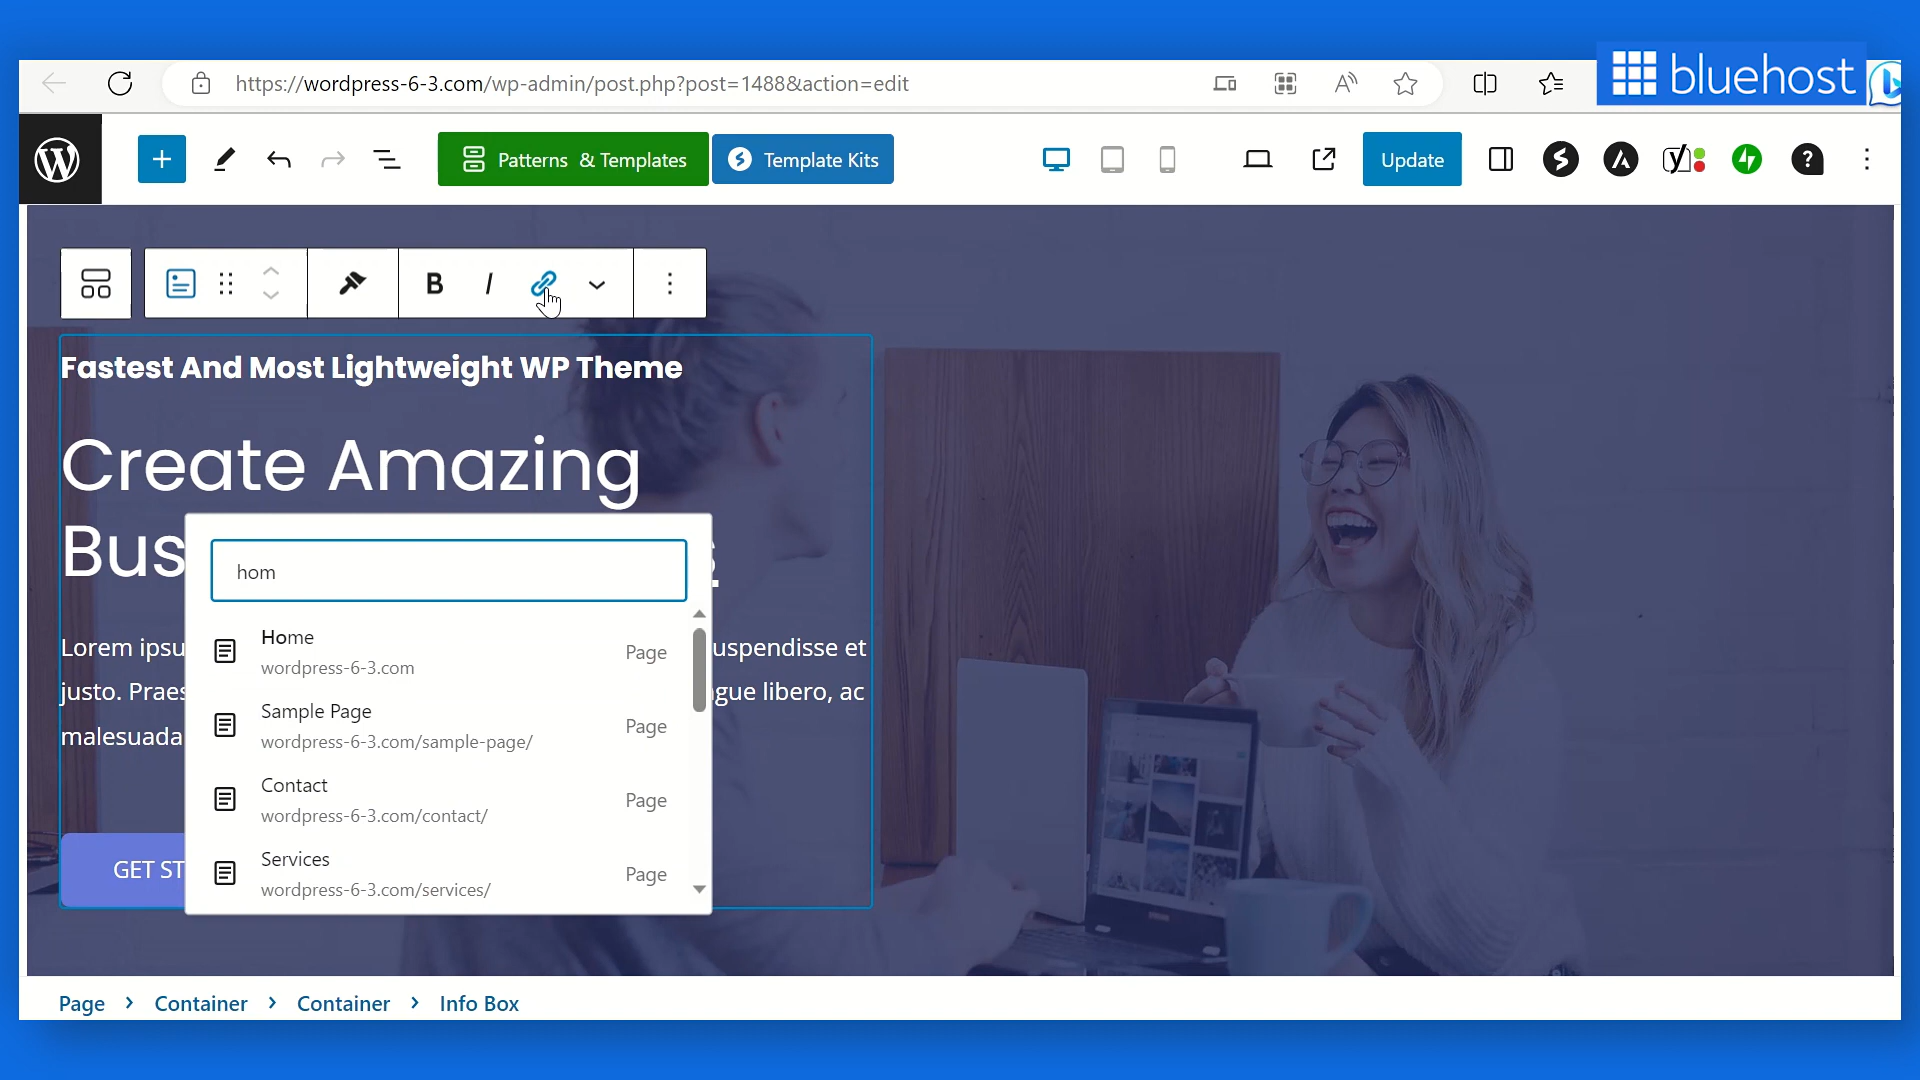 bluehost
https://wordpress-6-3.com/wp-admin/post.php?post=1488&action=edit
Patterns & Templates
Template Kits
Update
B I
Fastest And Most Lightweight WP Theme
Create Amazing
Bus
hom
Home
wordpress-6-3.com
Page
Sample Page
wordpress-6-3.com/sample-page/
Page
Contact
wordpress-6-3.com/contact/
Page
Services
wordpress-6-3.com/services/
Page
Lorem ipsu uspendisse et
justo. Praes gue libero, ac
malesuada
GET ST
Page > Container > Container > Info Box